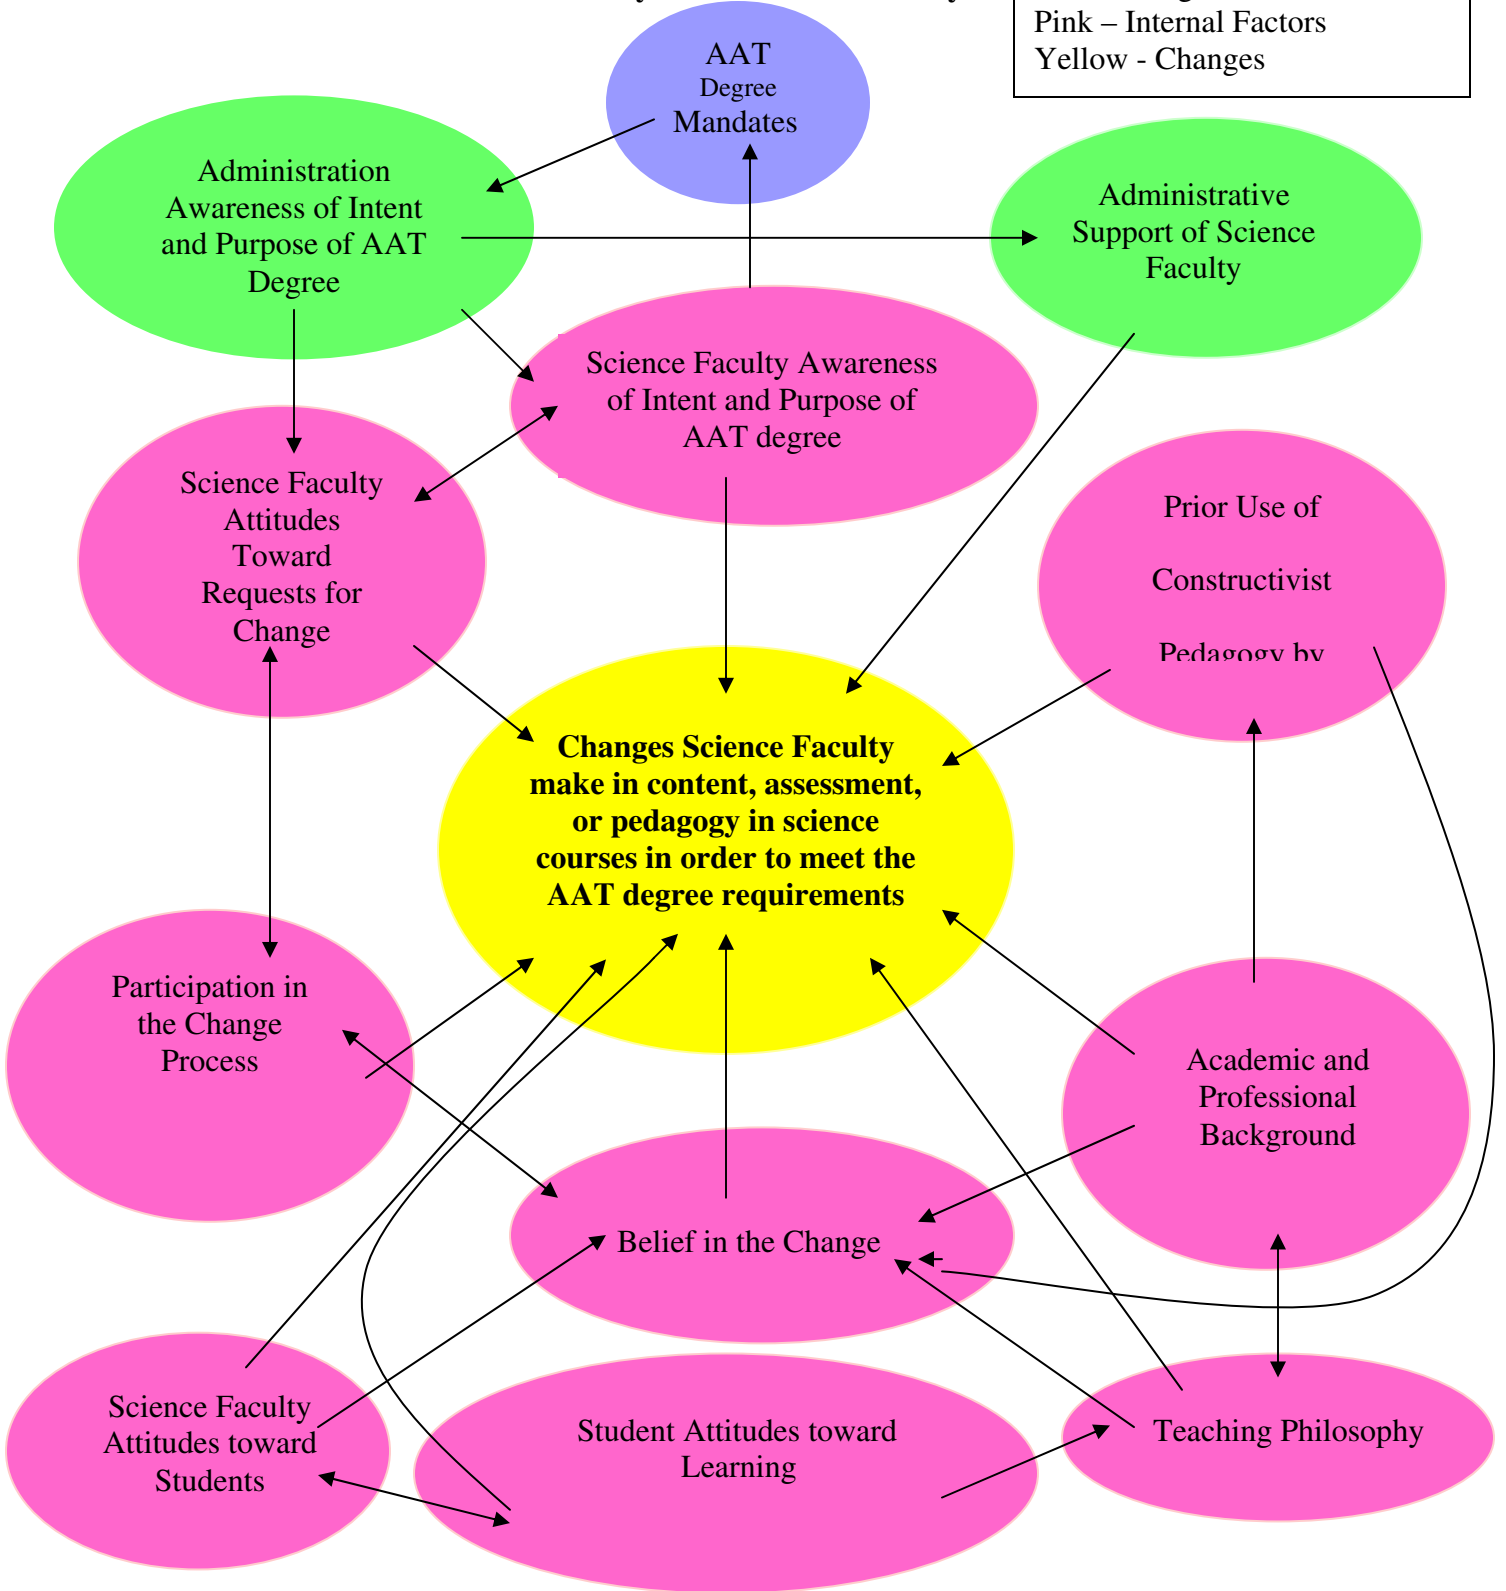 Pink – Internal Factors
Yellow - Changes
AAT
Degree
Mandates
Administration
Awareness of Intent
and Purpose of AAT
Degree
Administrative
Support of Science
Faculty
Science Faculty Awareness
of Intent and Purpose of
AAT degree
Science Faculty
Attitudes
Toward
Requests for
Change
Prior Use of
Constructivist
Pedagogy by
Changes Science Faculty
make in content, assessment,
or pedagogy in science
courses in order to meet the
AAT degree requirements
Participation in
the Change
Process
Academic and
Professional
Background
Belief in the Change
Science Faculty
Attitudes toward
Students
Student Attitudes toward
Learning
Teaching Philosophy